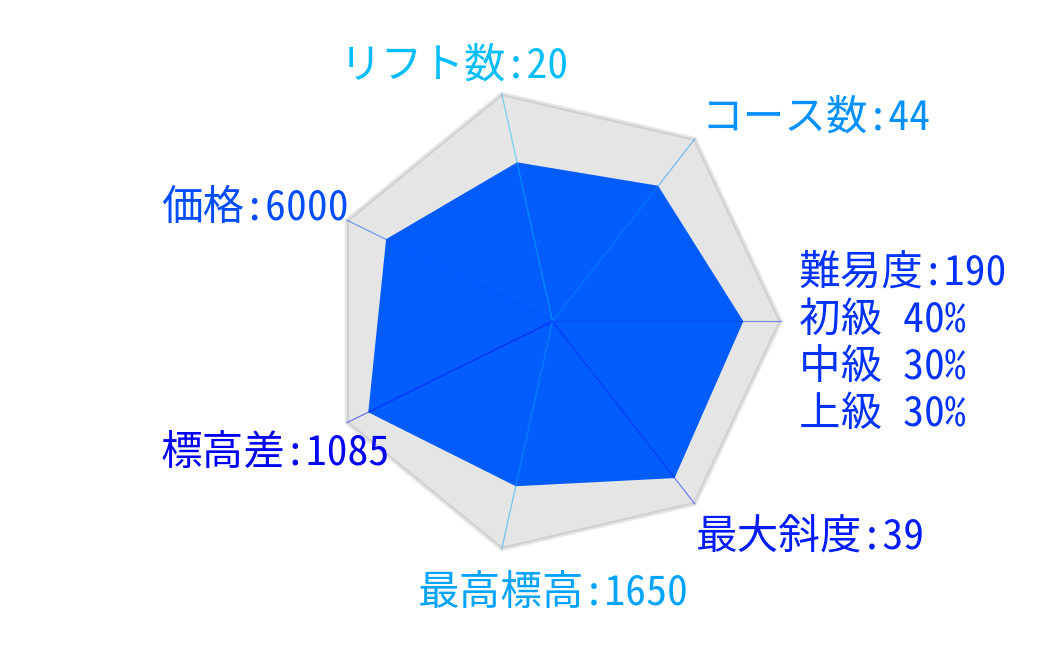 リフト数:20
コース数:44
価格:6000
難易度:190
初級 40%
中級 30%
上級 30%
標高差:1085
最大斜度:39
最高標高:1650